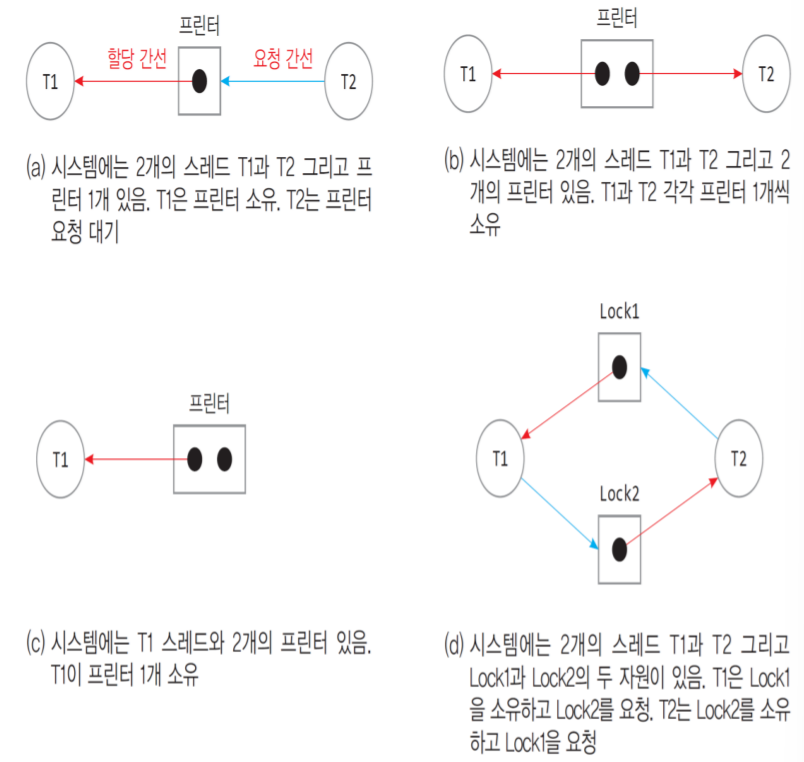 프린터
할당 간선
요청 간선
T1
T2
(a) 시스템에는 2개의 스레드 T1과 T2 그리고 프
린터 1개 있음. T1은 프린터 소유. T2는 프린터
요청 대기
프린터
T1
T2
(b) 시스템에는 2개의 스레드 T1과 T2 그리고 2
개의 프린터 있음. T1과 T2 각각 프린터 1개씩
소유
프린터
T1
(c) 시스템에는 T1 스레드와 2개의 프린터 있음.
T1이 프린터 1개 소유
Lock1
T1
T2
Lock2
(d) 시스템에는 2개의 스레드 T1과 T2 그리고
Lock1과 Lock2의 두 자원이 있음. T1은 Lock1
을 소유하고 Lock2를 요청. T2는 Lock2를 소유
하고 Lock1을 요청